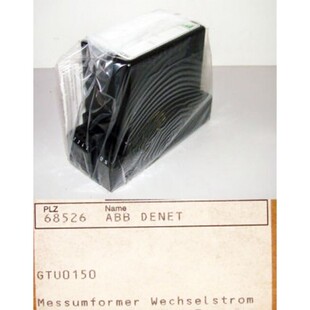 PLZ Name
68526 ABB DENET
GTU0150
Messumformer Wechselstrom